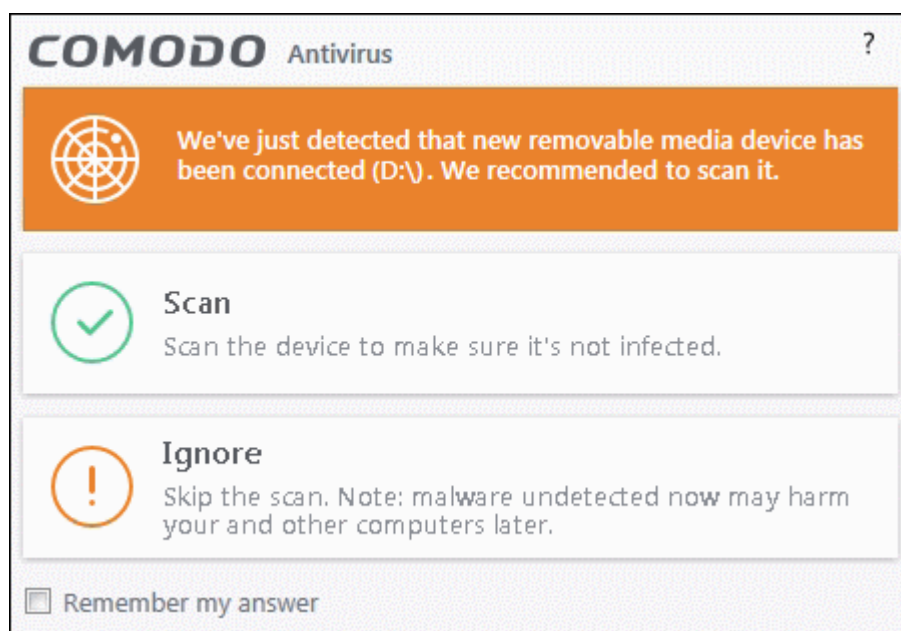 COMODO Antivirus ?
We've just detected that new removable media device has
been connected (D:\). We recommended to scan it.
Scan
Scan the device to make sure it's not infected.
Ignore
Skip the scan. Note: malware undetected now may harm
your and other computers later.
Remember my answer